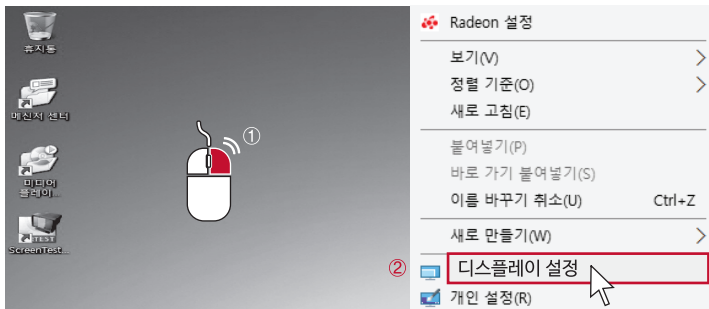 휴지통
메신저 센터
미디어
플레이...
TEST
ScreenTest...
①
Radeon 설정
보기(V)
정렬 기준(O)
새로 고침(E)
붙여넣기(P)
바로 가기 붙여넣기(S)
이름 바꾸기 취소(U) Ctrl+Z
새로 만들기(W)
② 디스플레이 설정
개인 설정(R)